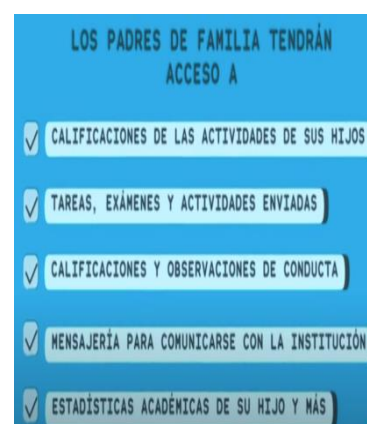 LOS PADRES DE FAMILIA TENDRÁN
ACCESO A
CALIFICACIONES DE LAS ACTIVIDADES DE SUS HIJOS
TAREAS, EXÁMENES Y ACTIVIDADES ENVIADAS
CALIFICACIONES Y OBSERVACIONES DE CONDUCTA
MENSAJERÍA PARA COMUNICARSE CON LA INSTITUCIÓN
ESTADÍSTICAS ACADÉMICAS DE SU HIJO Y MÁS